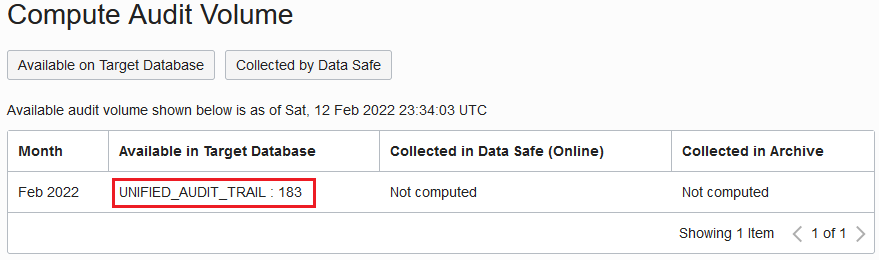 Compute Audit Volume
Available on Target Database Collected by Data Safe
Available audit volume shown below is as of Sat, 12 Feb 2022 23:34:03 UTC
Month Available in Target Database Collected in Data Safe (Online) Collected in Archive
Feb 2022 UNIFIED_AUDIT_TRAIL : 183 Not computed Not computed
Showing 1 Item 1 of 1